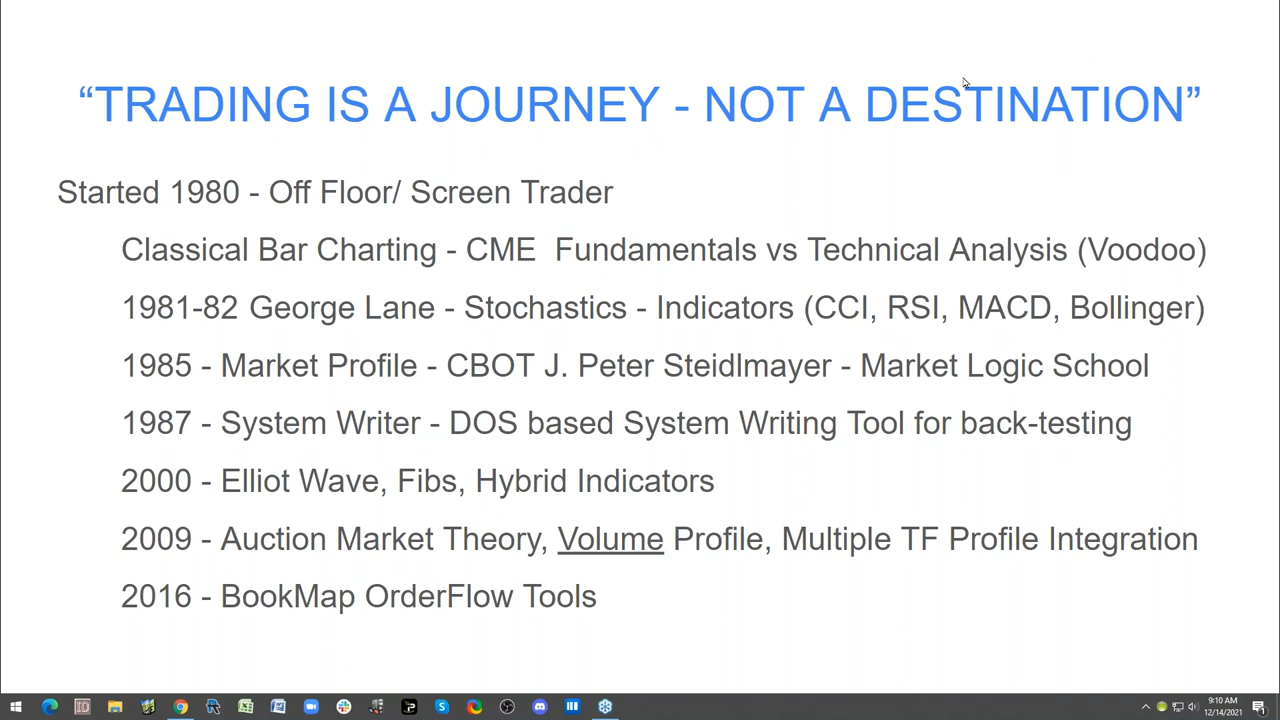 “TRADING IS A JOURNEY - NOT A DESTINATION”
Started 1980 - Off Floor/ Screen Trader
Classical Bar Charting - CME  Fundamentals vs Technical Analysis (Voodoo)
1981-82 George Lane - Stochastics - Indicators (CCI, RSI, MACD, Bollinger)
1985 - Market Profile - CBOT J. Peter Steidlmayer - Market Logic School
1987 - System Writer - DOS based System Writing Tool for back-testing
2000 - Elliot Wave, Fibs, Hybrid Indicators
2009 - Auction Market Theory, Volume Profile, Multiple TF Profile Integration
2016 - BookMap OrderFlow Tools
9:10 AM
12/14/2021